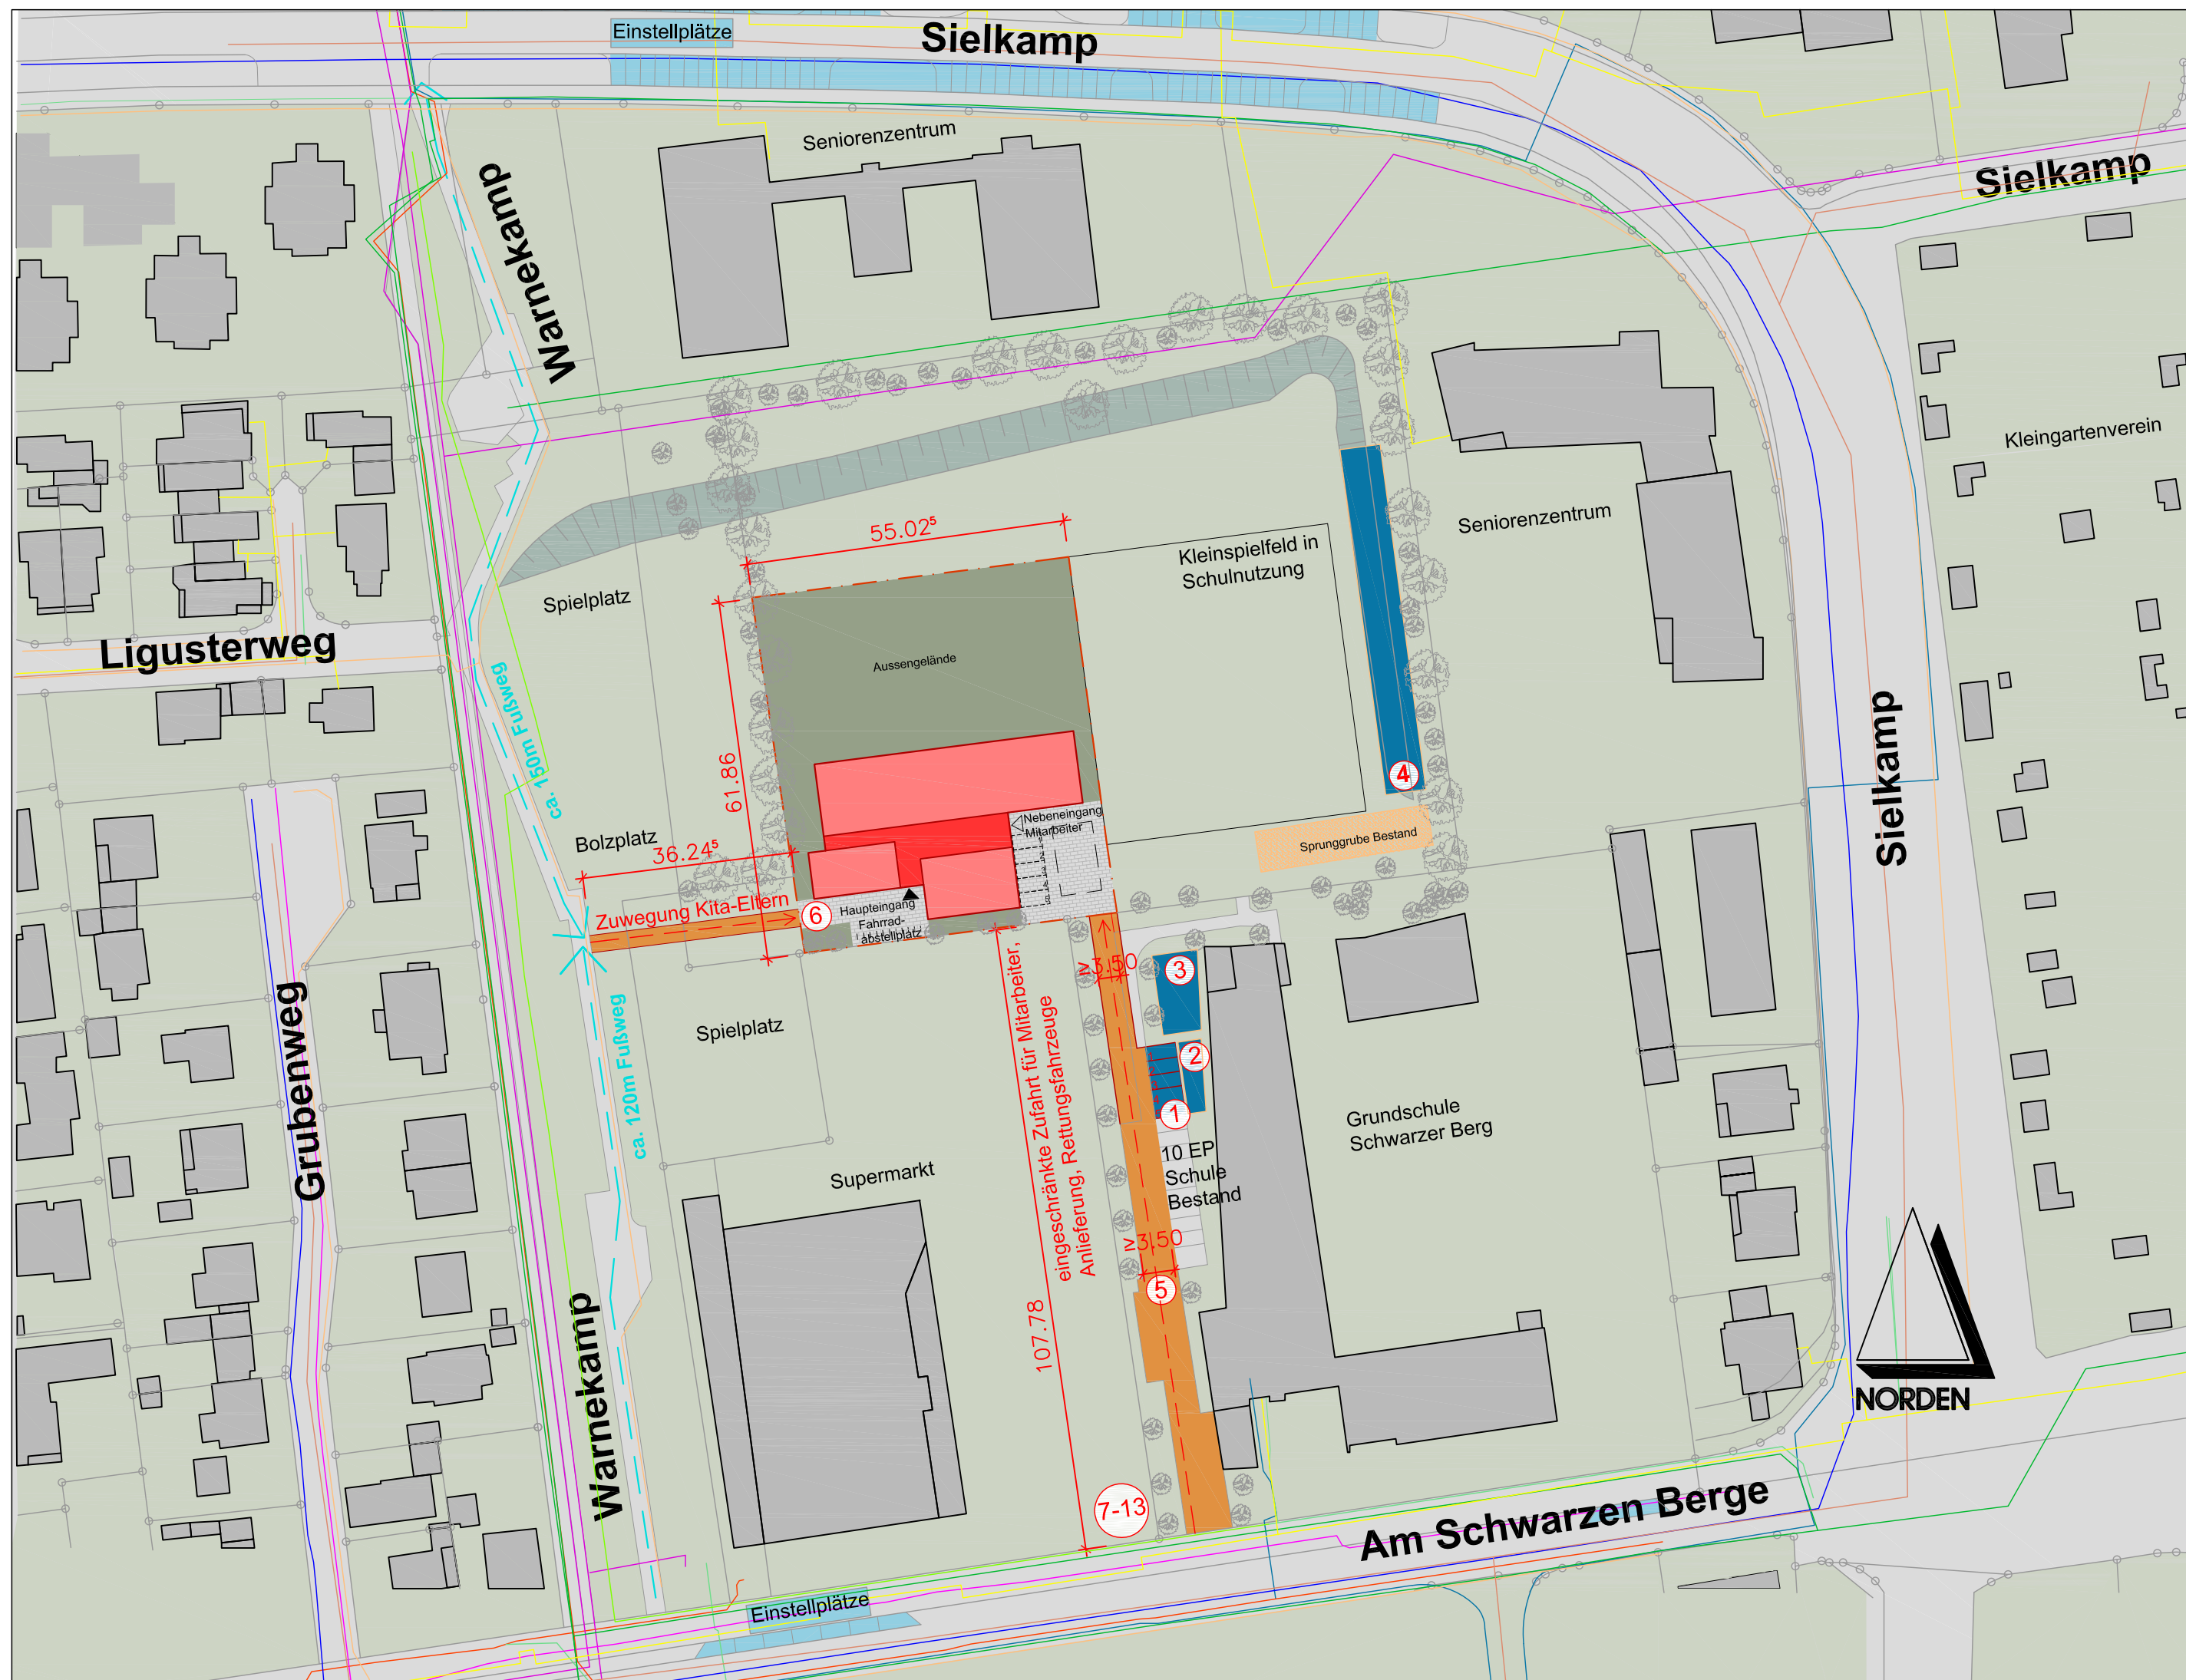 Einstellplätze
Sielkamp
Seniorenzentrum
Sielkamp
Warnekamp
Kleingartenverein
Seniorenzentrum
55.02⁵
Kleinspielfeld in
Schulnutzung
Spielplatz
Ligusterweg
Aussengelände
ca. 150m Fußweg
61.86
Sielkamp
4
Nebeneingang
Mitarbeiter
Bolzplatz
36.24⁵
Sprunggrube Bestand
Zuwegung Kita-Eltern
6
Haupteingang
Fahrrad-
abstellplatz
≥3.50
3
Spielplatz
ca. 120m Fußweg
Grubenweg
eingeschränkte Zufahrt für Mitarbeiter,
Anlieferung, Rettungsfahrzeuge
2
1
Grundschule
Schwarzer Berg
10 EP
Schule
Bestand
Supermarkt
≥3.50
5
107.78
Warnekamp
NORDEN
7-13
Am Schwarzen Berge
Einstellplätze